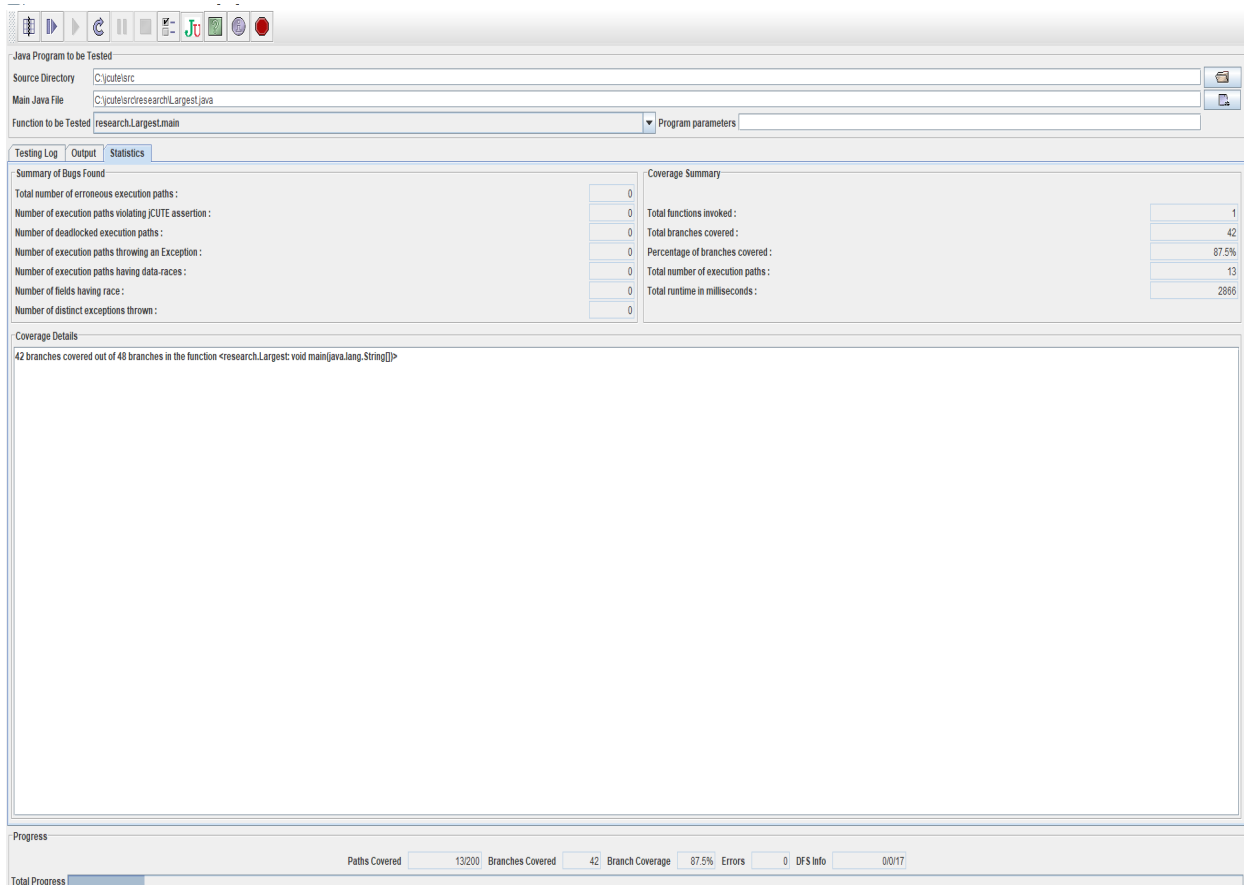 JU
Java Program to be Tested
Source Directory C:\jcute\src
Main Java File C:\jcute\src\research\Largest.java
Function to be Tested research.Largest.main Program parameters
Testing Log Output Statistics
Summary of Bugs Found
Total number of erroneous execution paths : 0
Number of execution paths violating jCUTE assertion : 0
Number of deadlocked execution paths : 0
Number of execution paths throwing an Exception : 0
Number of execution paths having data-races : 0
Number of fields having race : 0
Number of distinct exceptions thrown : 0
Coverage Summary
Total functions invoked : 1
Total branches covered : 42
Percentage of branches covered : 87.5%
Total number of execution paths : 13
Total runtime in milliseconds : 2866
Coverage Details
42 branches covered out of 48 branches in the function <research.Largest: void main(java.lang.String[])>
Progress
Paths Covered 13/200 Branches Covered 42 Branch Coverage 87.5% Errors 0 DFS Info 0/0/17
Total Progress